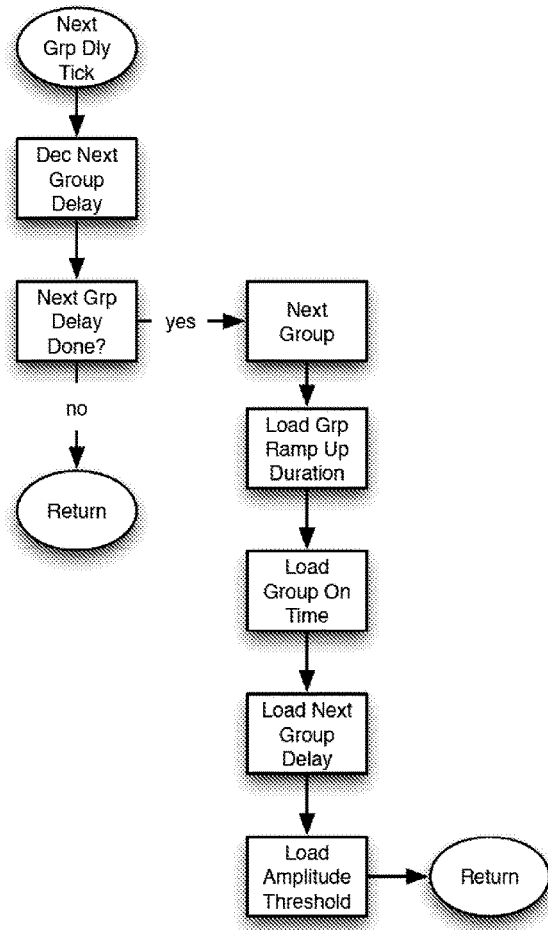 Next
Grp Dly
Tick
Dec Next
Group
Delay
Next Grp
Delay
Done?
yes
Next
Group
no
Load Grp
Ramp Up
Duration
Return
Load
Group On
Time
Load Next
Group
Delay
Load
Amplitude
Threshold
Return